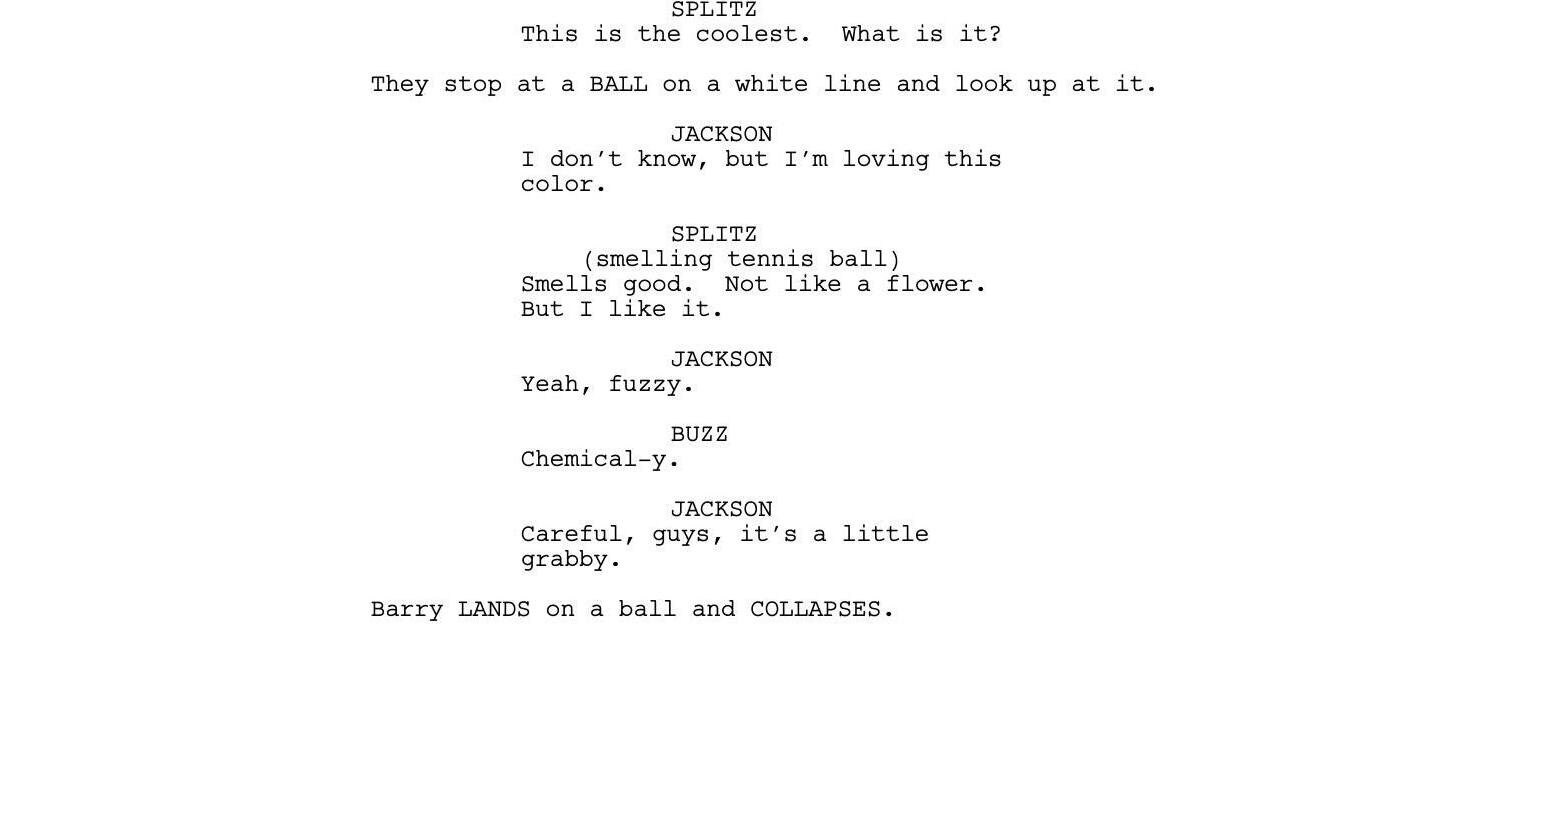 SPLITZ
This is the coolest.  What is it?
They stop at a BALL on a white line and look up at it.
JACKSON
I don’t know, but I’m loving this
color.
SPLITZ
(smelling tennis ball)
Smells good.  Not like a flower.
But I like it.
JACKSON
Yeah, fuzzy.
BUZZ
Chemical-y.
JACKSON
Careful, guys, it’s a little
grabby.
Barry LANDS on a ball and COLLAPSES.